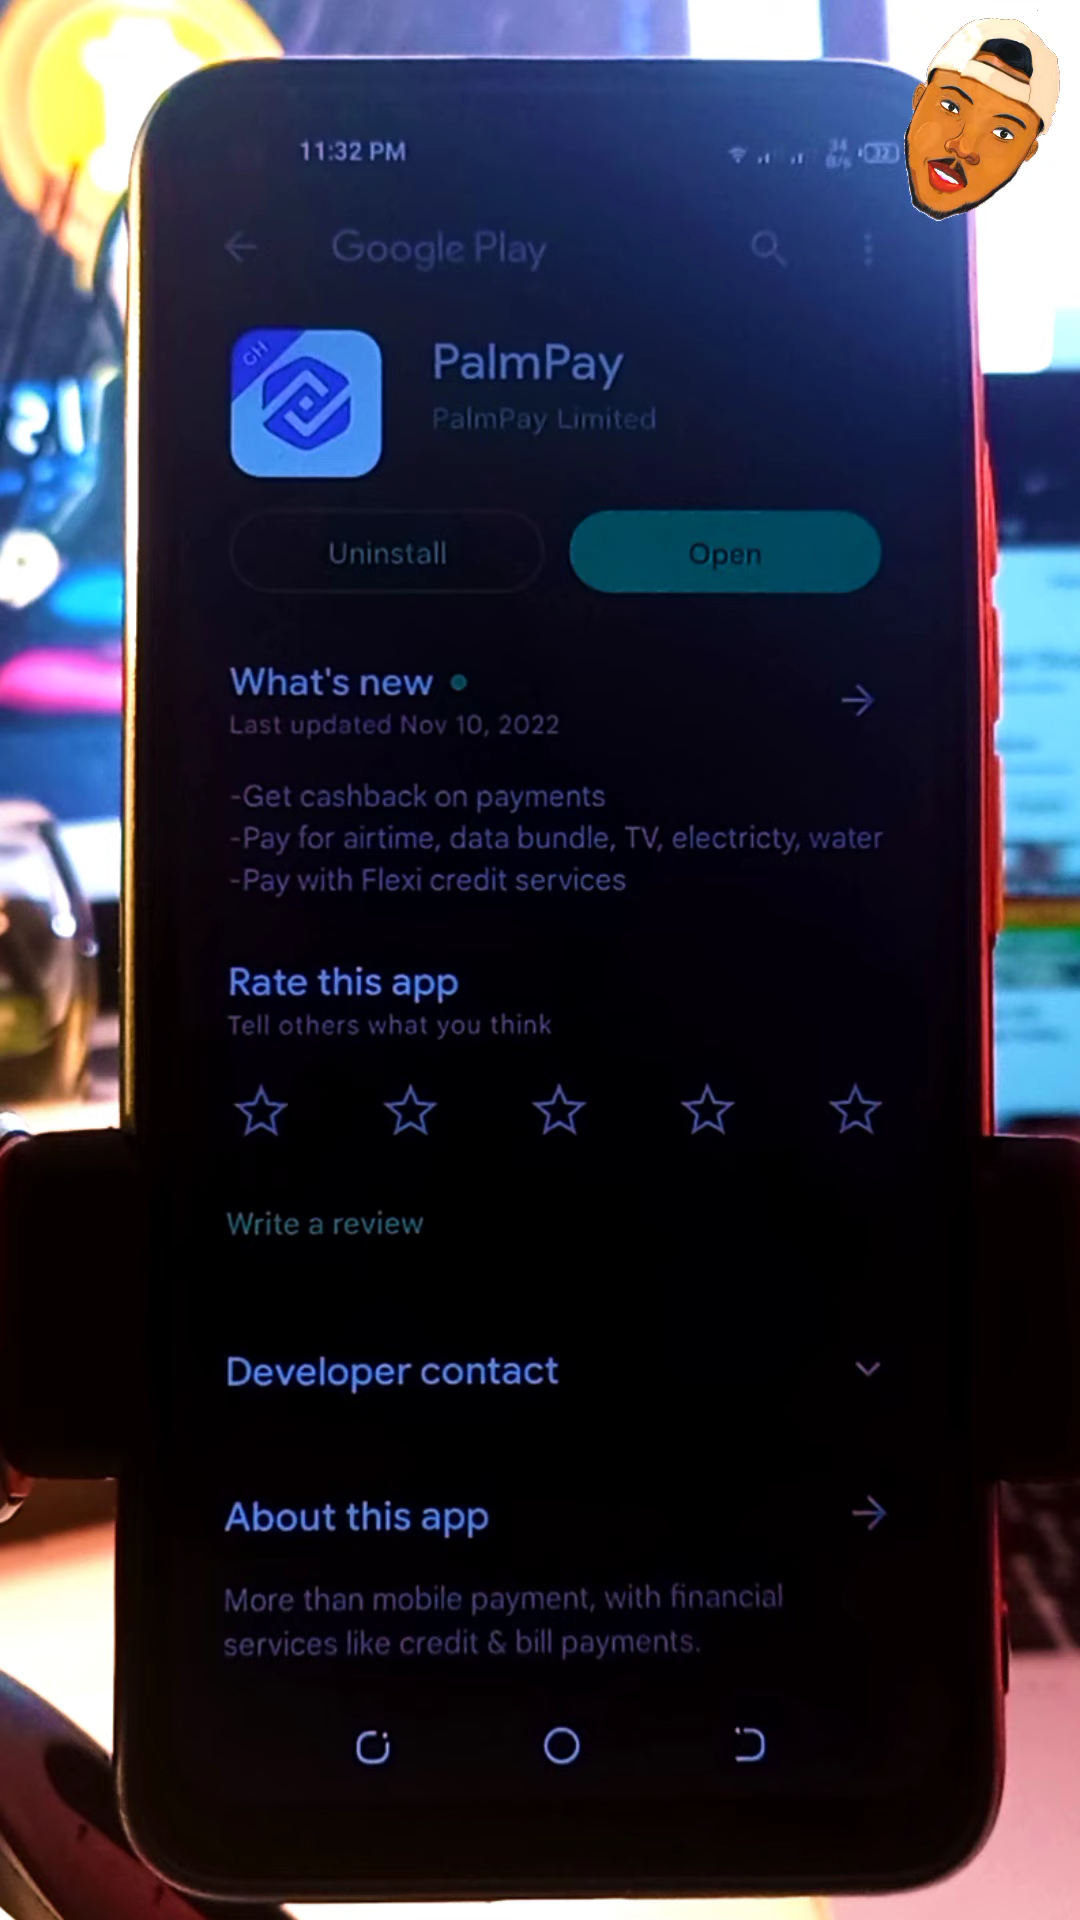 11:32 PM
34
B/s
32
Google Play
GH
PalmPay
PalmPay Limited
Uninstall
Open
What's new
Last updated Nov 10, 2022
-Get cashback on payments
-Pay for airtime, data bundle, TV, electricty, water
-Pay with Flexi credit services
Rate this app
Tell others what you think
Write a review
Developer contact
About this app
More than mobile payment, with financial
services like credit & bill payments.